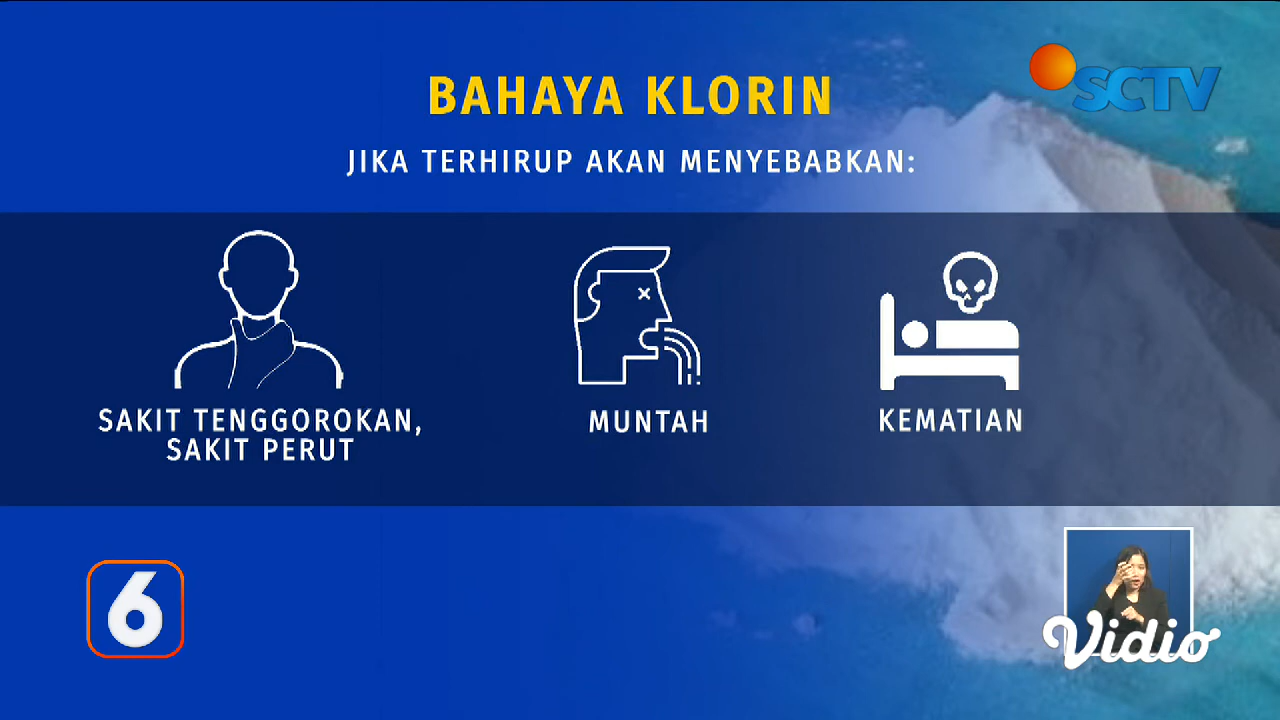 BAHAYA KLORIN
SCTV
JIKA TERHIRUP AKAN MENYEBABKAN:
SAKIT TENGGOROKAN,
SAKIT PERUT
MUNTAH
KEMATIAN
6
Vidio